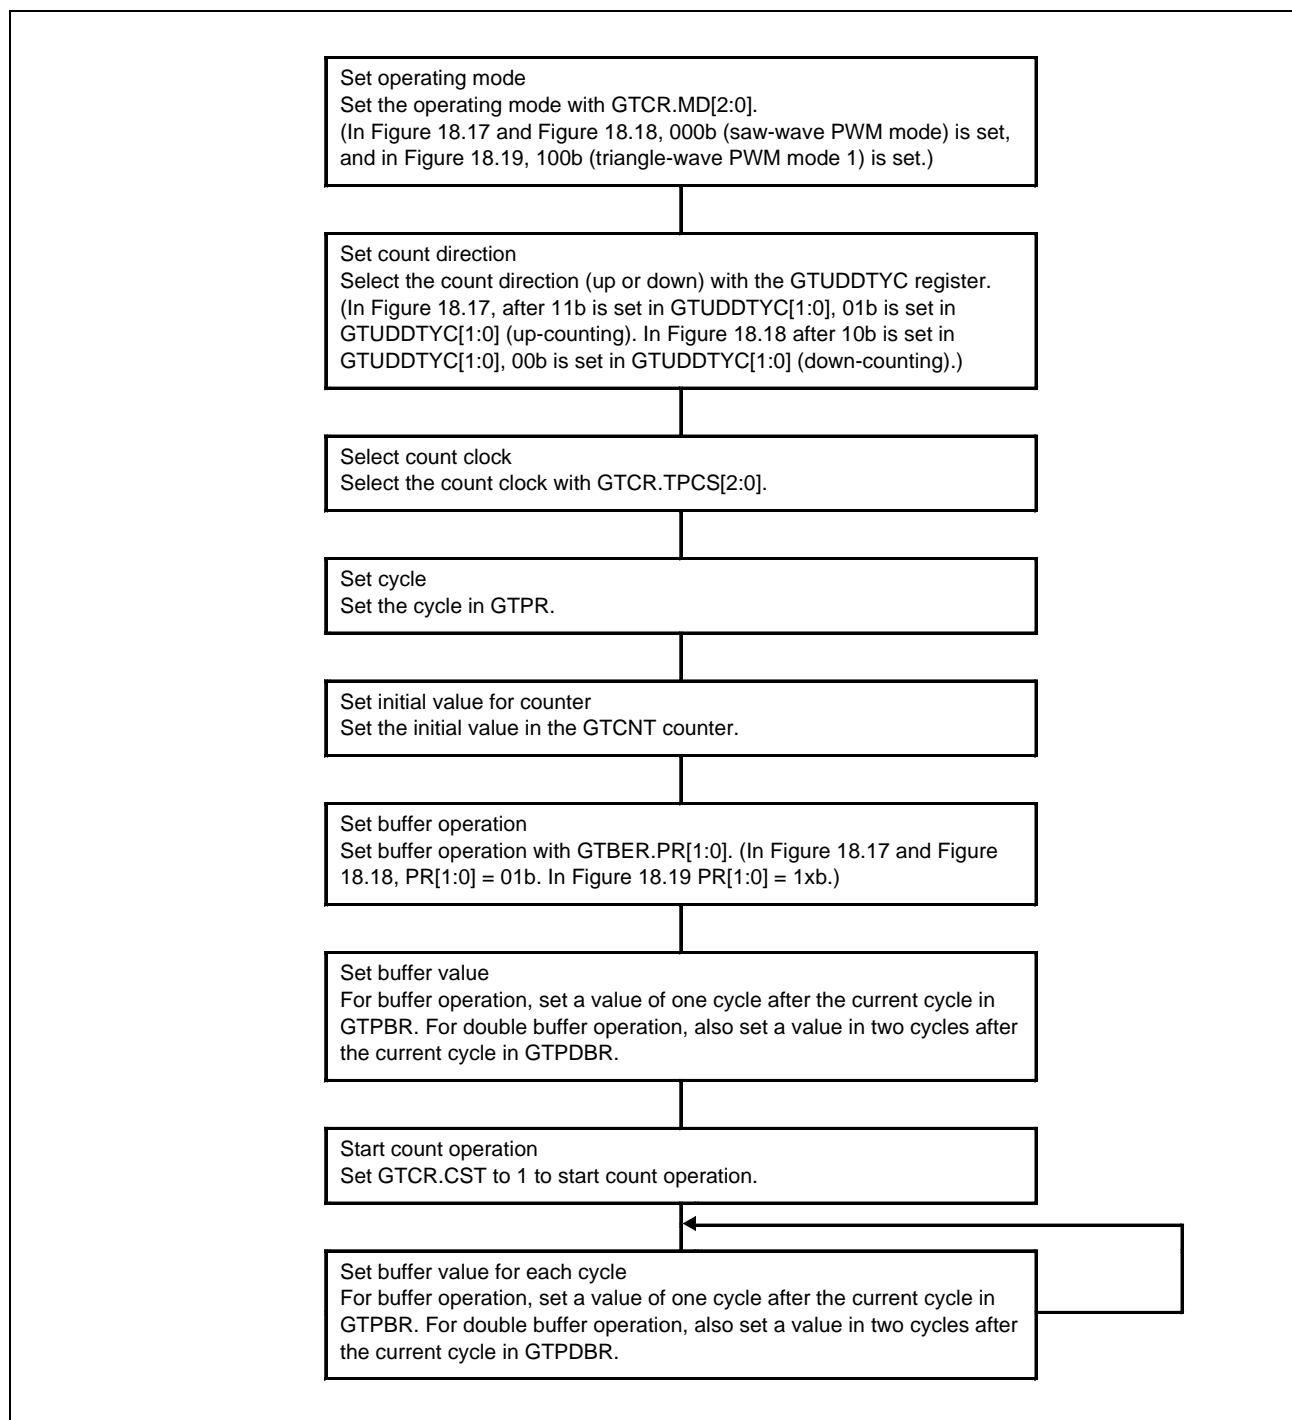 Set operating mode
Set the operating mode with GTCR.MD[2:0].
(In Figure 18.17 and Figure 18.18, 000b (saw-wave PWM mode) is set,
and in Figure 18.19, 100b (triangle-wave PWM mode 1) is set.)
Set count direction
Select the count direction (up or down) with the GTUDDTYC register.
(In Figure 18.17, after 11b is set in GTUDDTYC[1:0], 01b is set in
GTUDDTYC[1:0] (up-counting). In Figure 18.18 after 10b is set in
GTUDDTYC[1:0], 00b is set in GTUDDTYC[1:0] (down-counting).)
Select count clock
Select the count clock with GTCR.TPCS[2:0].
Set cycle
Set the cycle in GTPR.
Set initial value for counter
Set the initial value in the GTCNT counter.
Set buffer operation
Set buffer operation with GTBER.PR[1:0]. (In Figure 18.17 and Figure
18.18, PR[1:0] = 01b. In Figure 18.19 PR[1:0] = 1xb.)
Set buffer value
For buffer operation, set a value of one cycle after the current cycle in
GTPBR. For double buffer operation, also set a value in two cycles after
the current cycle in GTPDBR.
Start count operation
Set GTCR.CST to 1 to start count operation.
Set buffer value for each cycle
For buffer operation, set a value of one cycle after the current cycle in
GTPBR. For double buffer operation, also set a value in two cycles after
the current cycle in GTPDBR.